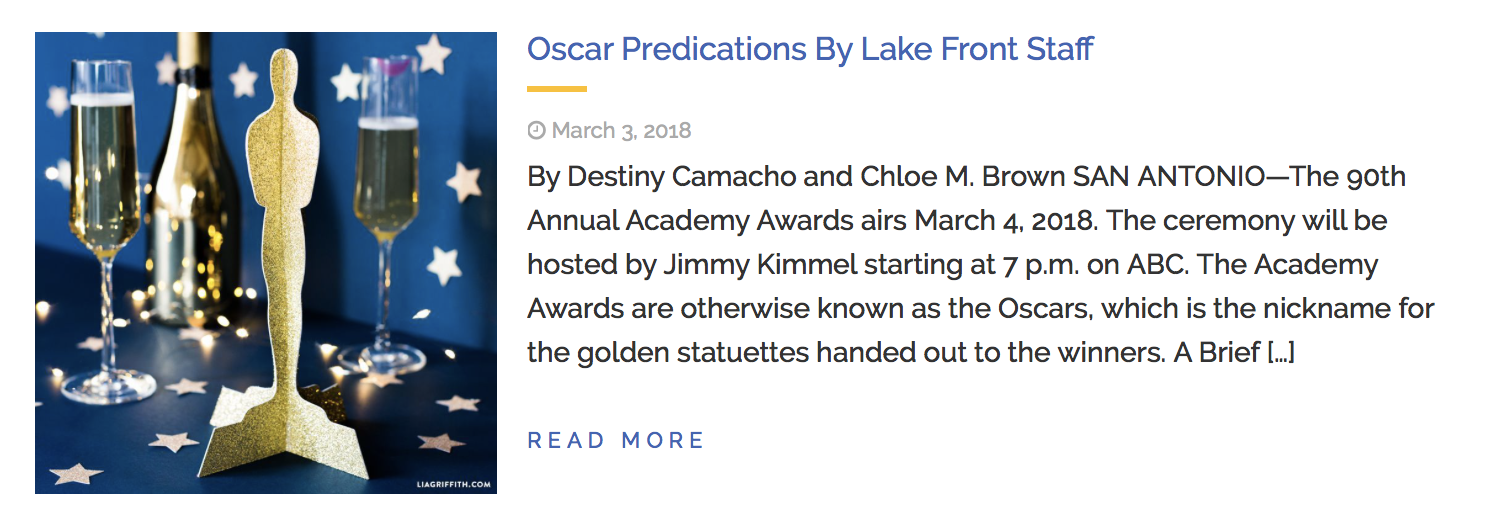 Oscar Predications By Lake Front Staff
March 3, 2018
By Destiny Camacho and Chloe M. Brown SAN ANTONIO—The 90th
Annual Academy Awards airs March 4, 2018. The ceremony will be
hosted by Jimmy Kimmel starting at 7 p.m. on ABC. The Academy
Awards are otherwise known as the Oscars, which is the nickname for
the golden statuettes handed out to the winners. A Brief [...]
READ MORE
LIAGRIFFITH.COM